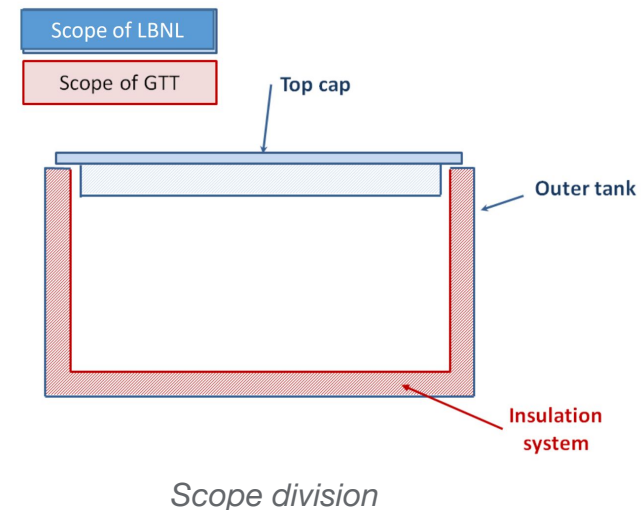 Scope of LBNL
Scope of GTT
Top cap
Outer tank
Insulation
system
Scope division